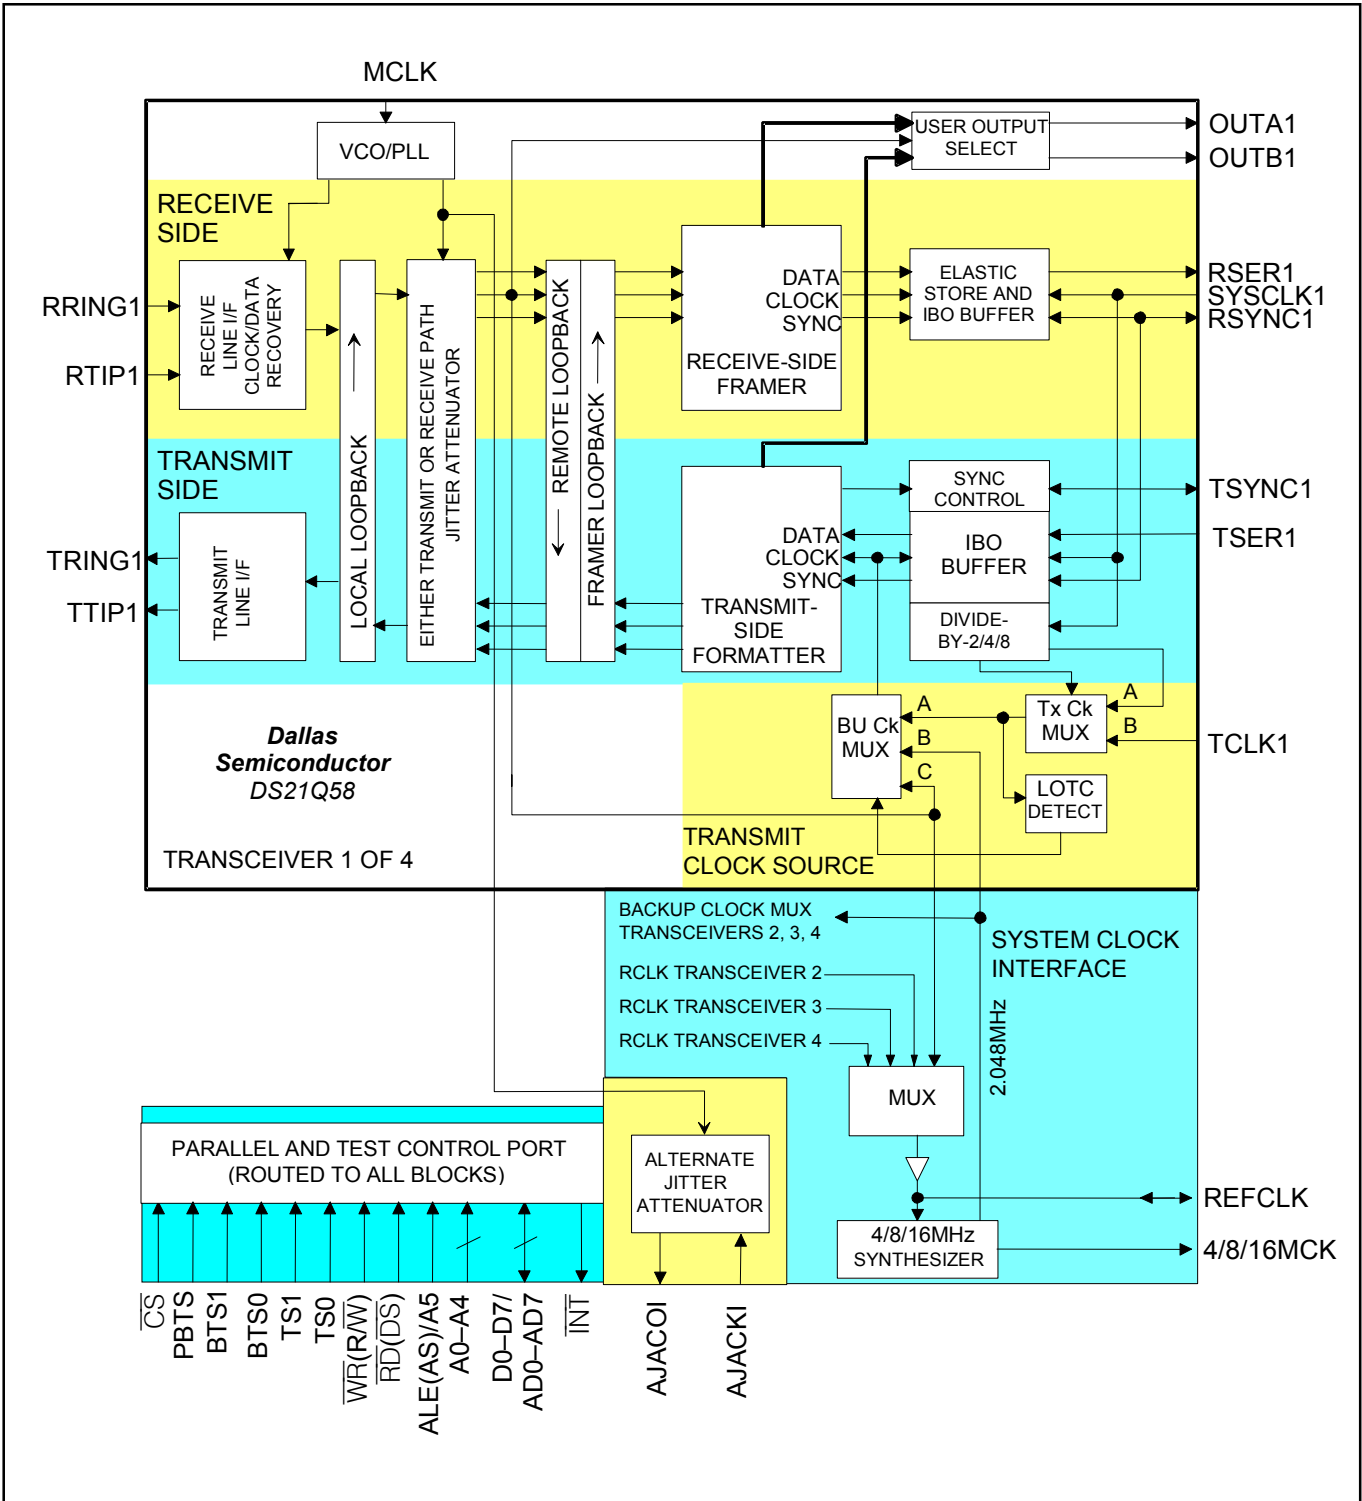 MCLK
VCO/PLL
USER OUTPUT
SELECT
OUTA1
OUTB1
RECEIVE
SIDE
RRING1
RTIP1
RECEIVE
LINE I/F
CLOCK/DATA
RECOVERY
LOCAL LOOPBACK
EITHER TRANSMIT OR RECEIVE PATH
JITTER ATTENUATOR
REMOTE LOOPBACK
FRAMER LOOPBACK
DATA
CLOCK
SYNC
RECEIVE-SIDE
FRAMER
ELASTIC
STORE AND
IBO BUFFER
RSER1
SYSCLK1
RSYNC1
TRANSMIT
SIDE
TRING1
TTIP1
TRANSMIT
LINE I/F
DATA
CLOCK
SYNC
TRANSMIT-
SIDE
FORMATTER
SYNC
CONTROL
IBO
BUFFER
DIVIDE-
BY-2/4/8
TSYNC1
TSER1
Dallas
Semiconductor
DS21Q58
TRANSCEIVER 1 OF 4
BU Ck
MUX
A
B
C
Tx Ck
MUX
A
B
TCLK1
LOTC
DETECT
TRANSMIT
CLOCK SOURCE
BACKUP CLOCK MUX
TRANSCEIVERS 2, 3, 4
SYSTEM CLOCK
INTERFACE
RCLK TRANSCEIVER 2
RCLK TRANSCEIVER 3
RCLK TRANSCEIVER 4
2.048MHz
MUX
PARALLEL AND TEST CONTROL PORT
(ROUTED TO ALL BLOCKS)
ALTERNATE
JITTER
ATTENUATOR
4/8/16MHz
SYNTHESIZER
REFCLK
4/8/16MCK
C̅S̅
PBTS
BTS1
BTS0
TS1
TS0
W̅R̅(R/W̅)
R̅D̅(D̅S̅)
ALE(AS)/A5
A0–A4
D0–D7/
AD0–AD7
I̅N̅T̅
AJACOI
AJACKI